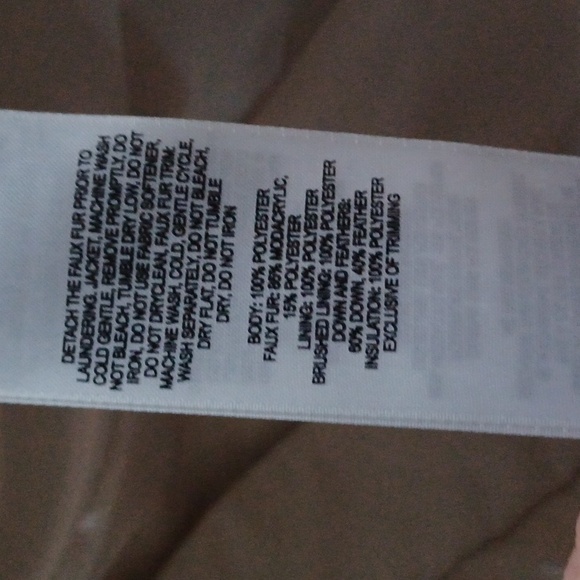 DETACH THE FAUX FUR PRIOR TO
LAUNDERING. JACKET, MACHINE WASH
COLD GENTLE, REMOVE PROMPTLY, DO
NOT BLEACH, TUMBLE DRY LOW, DO NOT
IRON, DO NOT USE FABRIC SOFTENER,
DO NOT DRYCLEAN. FAUX FUR TRIM:
MACHINE WASH, COLD, GENTLE CYCLE,
WASH SEPARATELY, DO NOT BLEACH,
DRY FLAT, DO NOT TUMBLE
DRY, DO NOT IRON
BODY: 100% POLYESTER
FAUX FUR: 85% MODACRYLIC,
15% POLYESTER
LINING: 100% POLYESTER
BRUSHED LINING: 100% POLYESTER
DOWN AND FEATHERS:
60% DOWN, 40% FEATHER
INSULATION: 100% POLYESTER
EXCLUSIVE OF TRIMMING